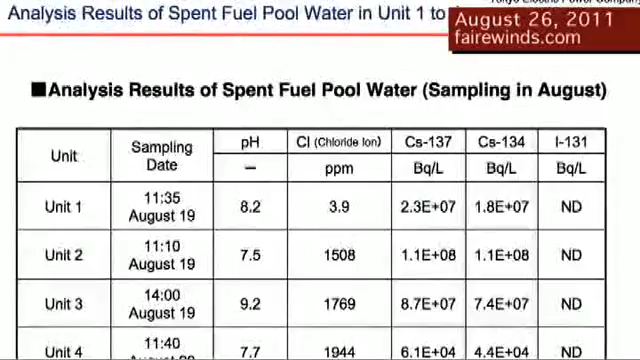 Analysis Results of Spent Fuel Pool Water in Unit 1 to
August 26, 2011
fairewinds.com
■Analysis Results of Spent Fuel Pool Water (Sampling in August)
Unit Sampling Date pH Cl (Chloride Ion) Cs-137 Cs-134 I-131
— ppm Bq/L Bq/L Bq/L
Unit 1 11:35 August 19 8.2 3.9 2.3E+07 1.8E+07 ND
Unit 2 11:10 August 19 7.5 1508 1.1E+08 1.1E+08 ND
Unit 3 14:00 August 19 9.2 1769 8.7E+07 7.4E+07 ND
Unit 4 11:40 7.7 1944 6.1E+04 4.4E+04 ND